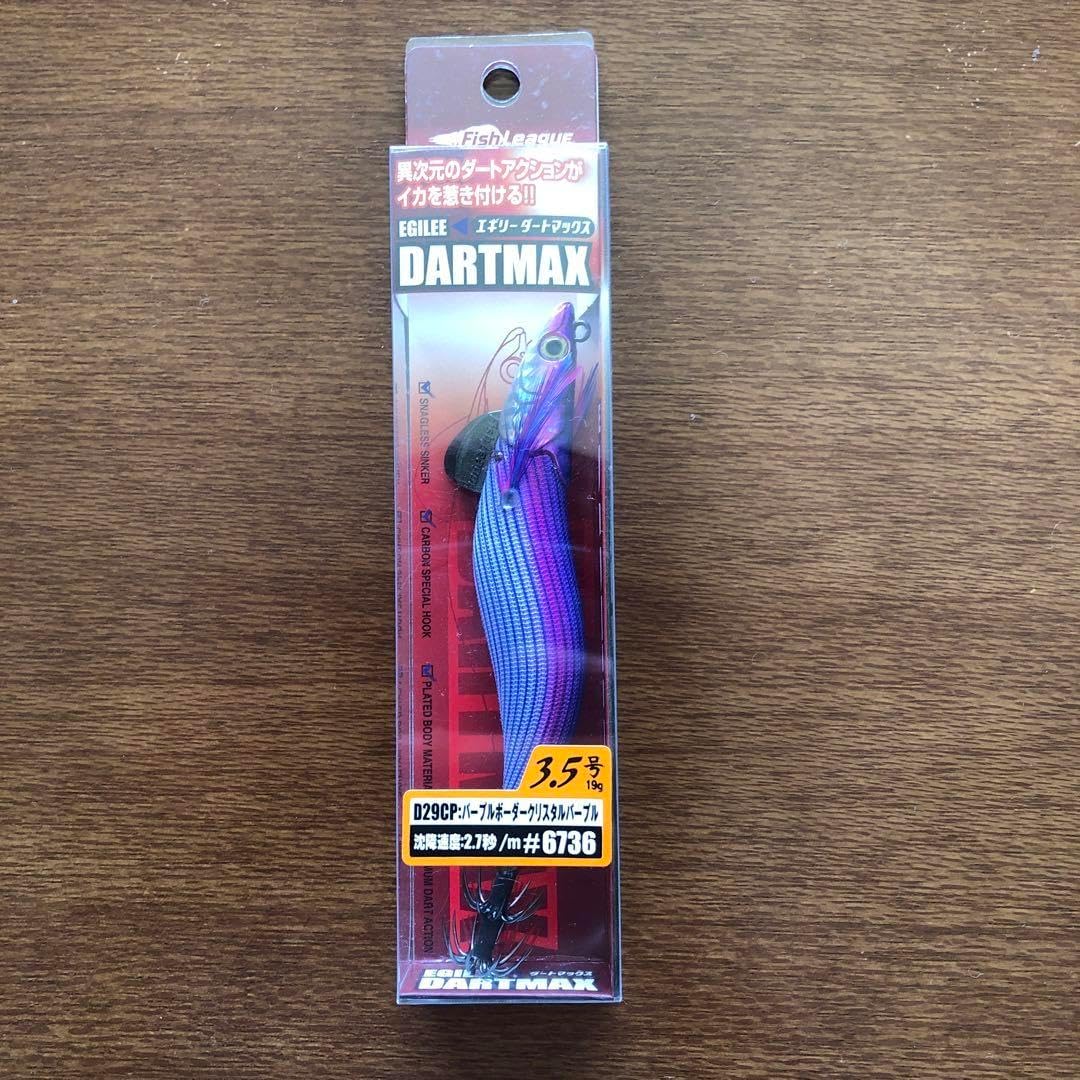 FishLeague
異次元のダートアクションが
イカを惹き付ける!!
EGILEE エギリーダートマックス
DARTMAX
SNAGLESS SINKER
CARBON SPECIAL HOOK
PLATED BODY MATERIAL
3.5号
19g
D29CP:パープルボーダークリスタルパープル
沈降速度:2.7秒/m #6736
DART ACTION
ダートマックス
DARTMAX